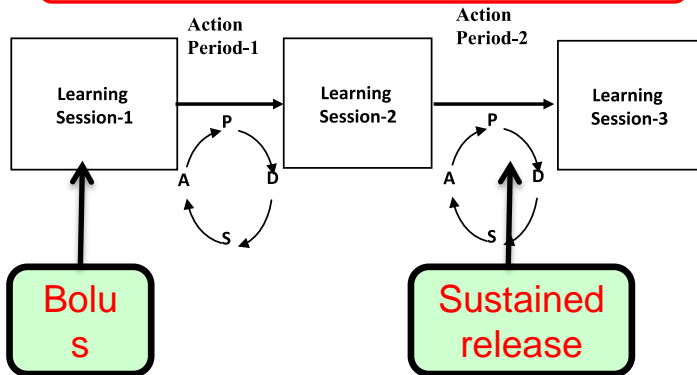 Action
Period-1
Action
Period-2
Learning
Session-1
Learning
Session-2
Learning
Session-3
P
A
D
S
P
A
D
S
Bolu
s
Sustained
release